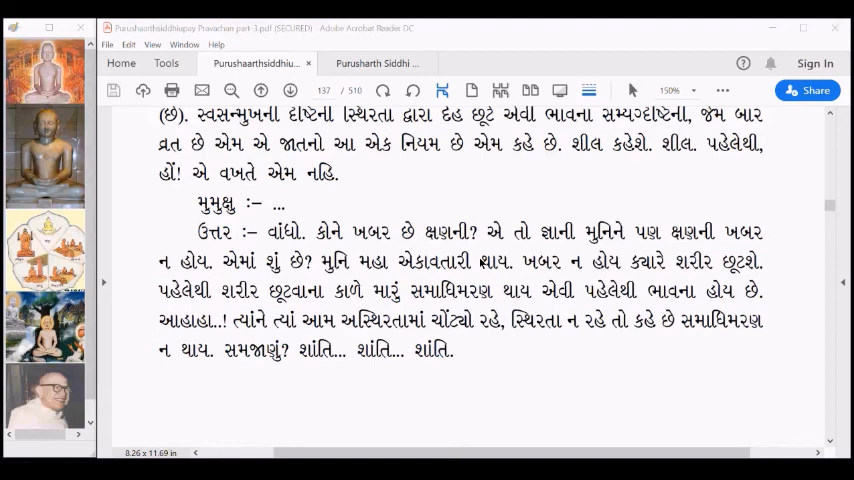 Purushaarthsiddhiupay Pravarhan part-3.pdf (SECURED) - Adobe Acrobat Reader DC
File Edit View Window Help
Home Tools Purushaarthsiddhiu... × Purusharth Siddhi ... Sign In
137 / 510 150% Share
(છે). સ્વસન્મુખની દૃષ્ટિની સ્થિરતા દ્વારા દેહ છૂટે એવી ભાવના સમ્યગ્દૃષ્ટિની, જેમ બાર
વ્રત છે એમ એ જાતનો આ એક નિયમ છે એમ કહે છે. શીલ કહેશે. શીલ. પહેલેથી,
હોં! એ વખતે એમ નહિ.
મુમુક્ષુ :– ...
ઉત્તર :– વાંધો. કોને ખબર છે ક્ષણની? એ તો જ્ઞાની મુનિને પણ ક્ષણની ખબર
ન હોય. એમાં શું છે? મુનિ મહા એકાવતારી થાય. ખબર ન હોય ક્યારે શરીર છૂટશે.
પહેલેથી શરીર છૂટવાના કાળે મારું સમાધિમરણ થાય એવી પહેલેથી ભાવના હોય છે.
આહાહા..! ત્યાંને ત્યાં આમ અસ્થિરતામાં ચોંટ્યો રહે, સ્થિરતા ન રહે તો કહે છે સમાધિમરણ
ન થાય. સમજાણું? શાંતિ... શાંતિ... શાંતિ.
8.26 x 11.69 in